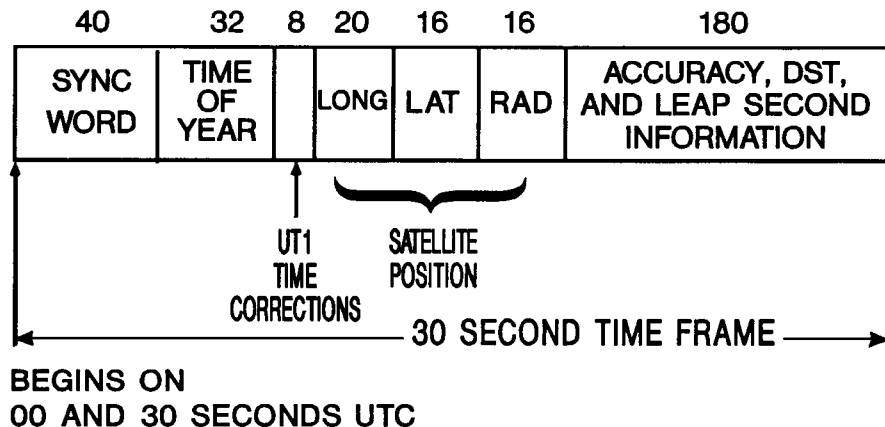 40 32 8 20 16 16 180
SYNC WORD
TIME OF YEAR
LONG
LAT
RAD
ACCURACY, DST, AND LEAP SECOND INFORMATION
UT1 TIME CORRECTIONS
SATELLITE POSITION
30 SECOND TIME FRAME
BEGINS ON
00 AND 30 SECONDS UTC